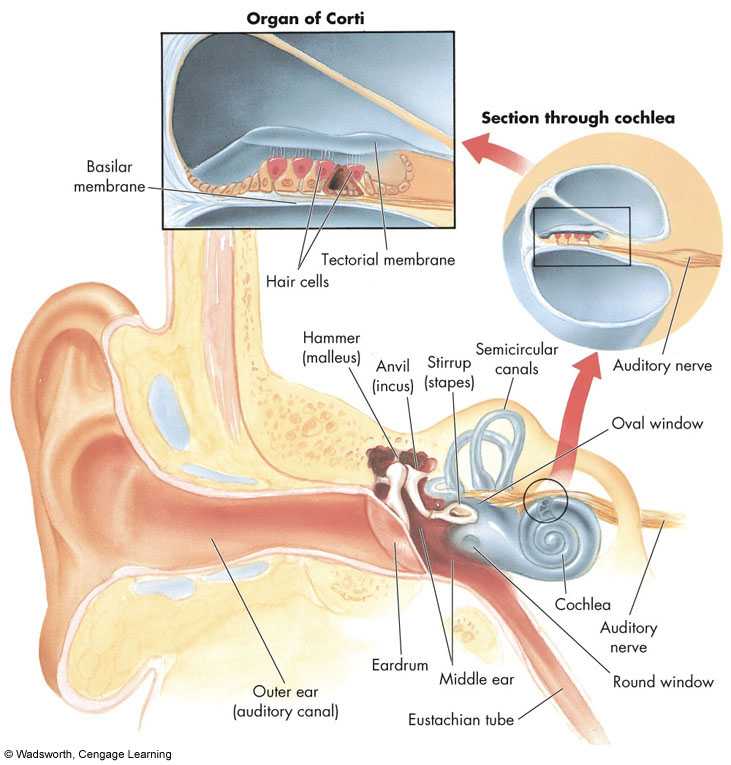 Organ of Corti
Section through cochlea
Basilar
membrane
Tectorial membrane
Hair cells
Auditory nerve
Hammer
(malleus)
Anvil
(incus)
Stirrup
(stapes)
Semicircular
canals
Oval window
Cochlea
Auditory
nerve
Round window
Eardrum
Middle ear
Outer ear
(auditory canal)
Eustachian tube
© Wadsworth, Cengage Learning